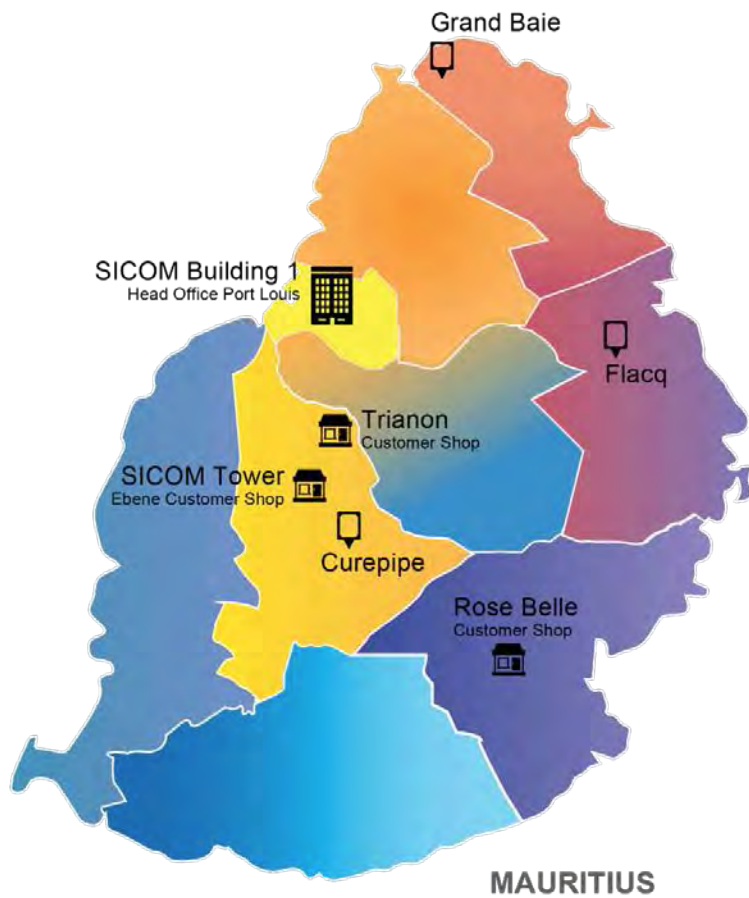 Grand Baie
SICOM Building 1
Head Office Port Louis
Flacq
Trianon
Customer Shop
SICOM Tower
Ebene Customer Shop
Curepipe
Rose Belle
Customer Shop
MAURITIUS